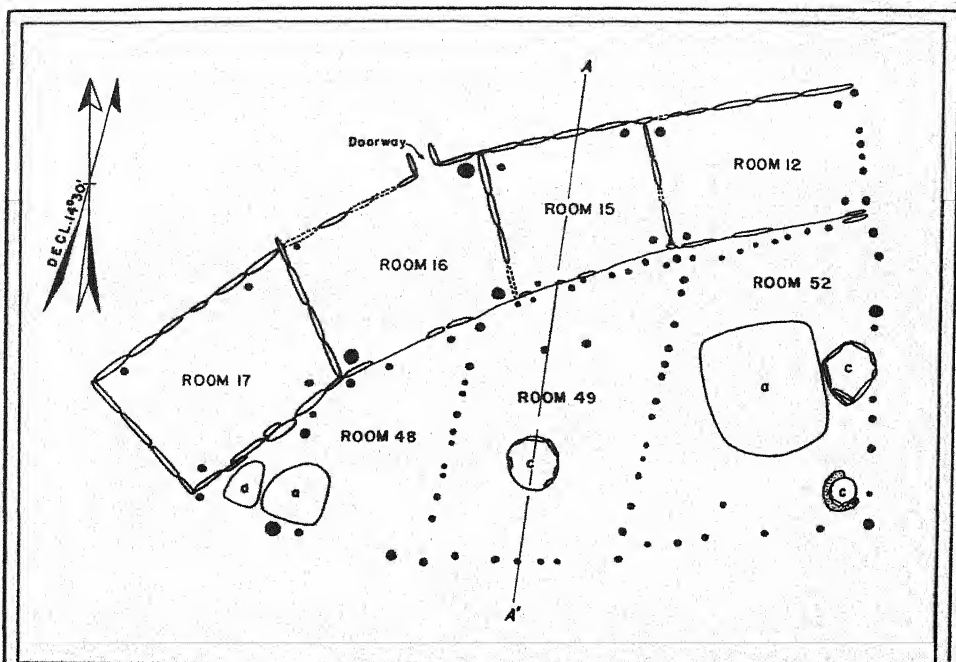 A
Doorway
ROOM 12
ROOM 15
DECL. 14°30'
ROOM 16
ROOM 52
ROOM 17
a
c
ROOM 49
ROOM 48
c
a
a
c
A'